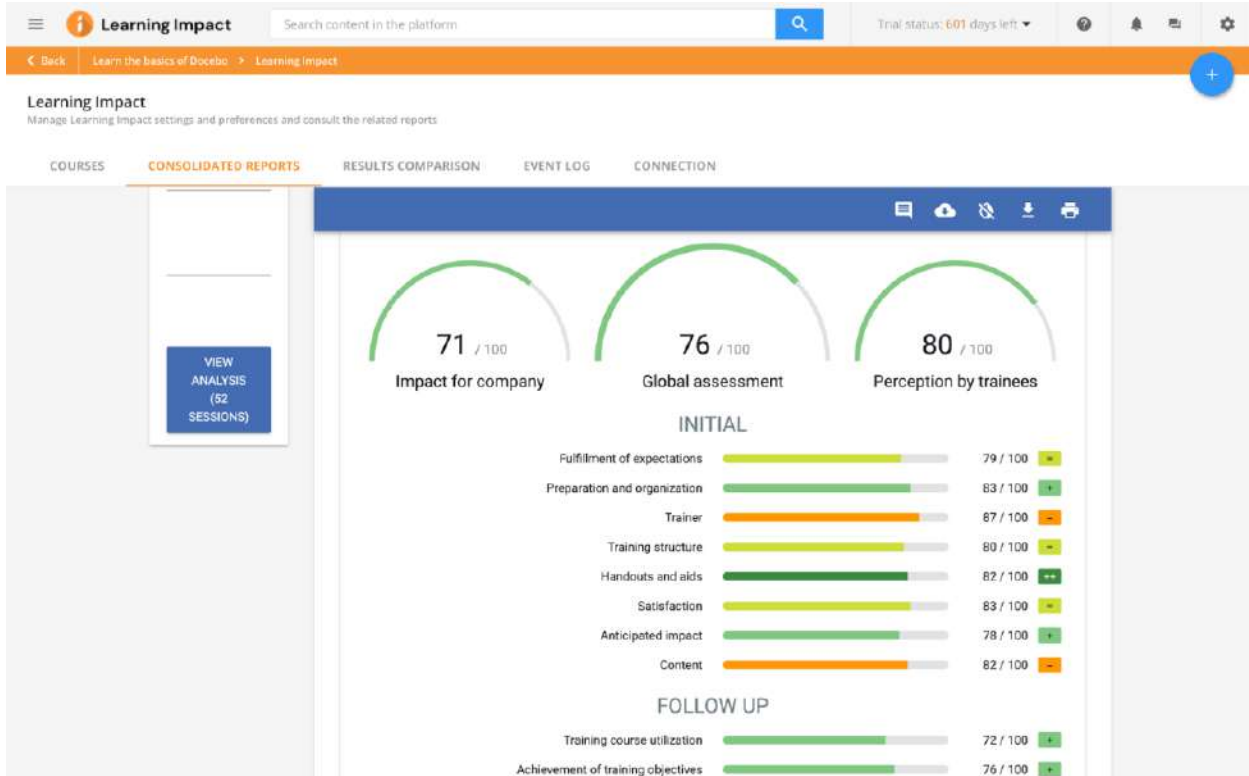 Learning Impact
Search content in the platform
Trial status: 601 days left
Back
Learn the basics of Docebo > Learning Impact
+
Learning Impact
Manage Learning Impact settings and preferences and consult the related reports
COURSES
CONSOLIDATED REPORTS
RESULTS COMPARISON
EVENT LOG
CONNECTION
VIEW
ANALYSIS
(52
SESSIONS)
71 / 100
Impact for company
76 / 100
Global assessment
80 / 100
Perception by trainees
INITIAL
Fulfillment of expectations 79 / 100 =
Preparation and organization 83 / 100 +
Trainer 87 / 100 -
Training structure 80 / 100 =
Handouts and aids 82 / 100 ++
Satisfaction 83 / 100 =
Anticipated impact 78 / 100 +
Content 82 / 100 -
FOLLOW UP
Training course utilization 72 / 100 +
Achievement of training objectives 76 / 100 +